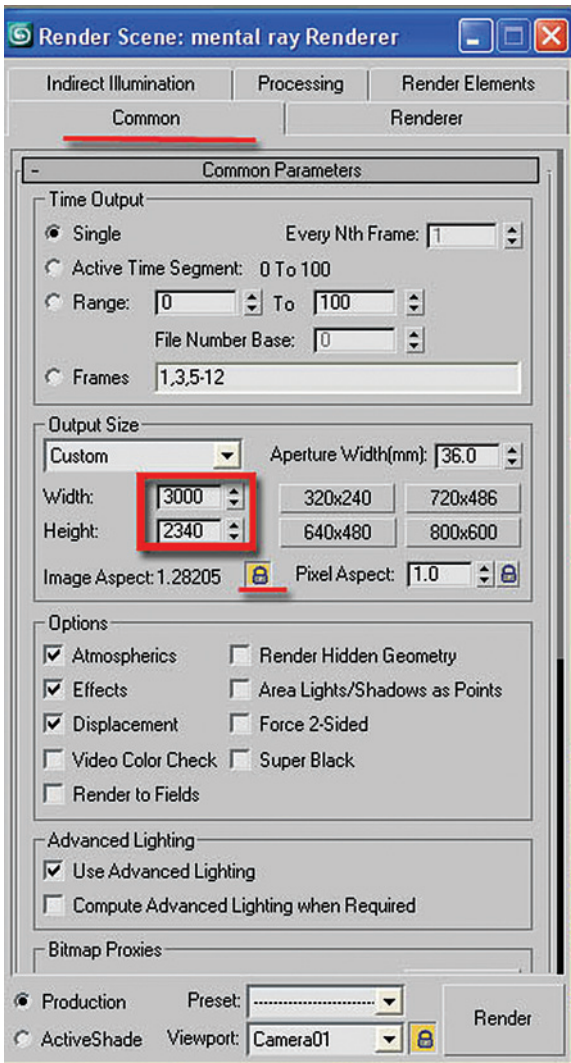 Render Scene: mental ray Renderer
Indirect Illumination Processing Render Elements
Common Renderer
- Common Parameters
Time Output
Single Every Nth Frame: 1
Active Time Segment: 0 To 100
Range: 0 To 100
File Number Base: 0
Frames 1,3,5-12
Output Size
Custom Aperture Width(mm): 36.0
Width: 3000 320x240 720x486
Height: 2340 640x480 800x600
Image Aspect: 1.28205 Pixel Aspect: 1.0
Options
Atmospherics Render Hidden Geometry
Effects Area Lights/Shadows as Points
Displacement Force 2-Sided
Video Color Check Super Black
Render to Fields
Advanced Lighting
Use Advanced Lighting
Compute Advanced Lighting when Required
Bitmap Proxies
Production Preset: -----------------------
ActiveShade Viewport: Camera01 Render